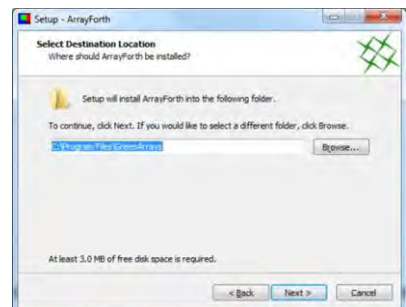 Setup - ArrayForth
Select Destination Location
Where should ArrayForth be installed?
Setup will install ArrayForth into the following folder.
To continue, click Next. If you would like to select a different folder, click Browse.
C:\Program Files\GreenArrays
Browse...
At least 3.0 MB of free disk space is required.
< Back
Next >
Cancel